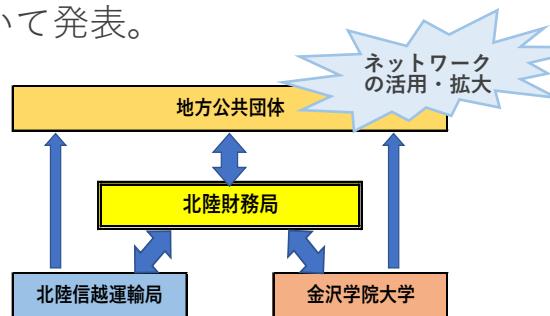 いて発表。
ネットワーク
の活用・拡大
地方公共団体
北陸財務局
北陸信越運輸局
金沢学院大学